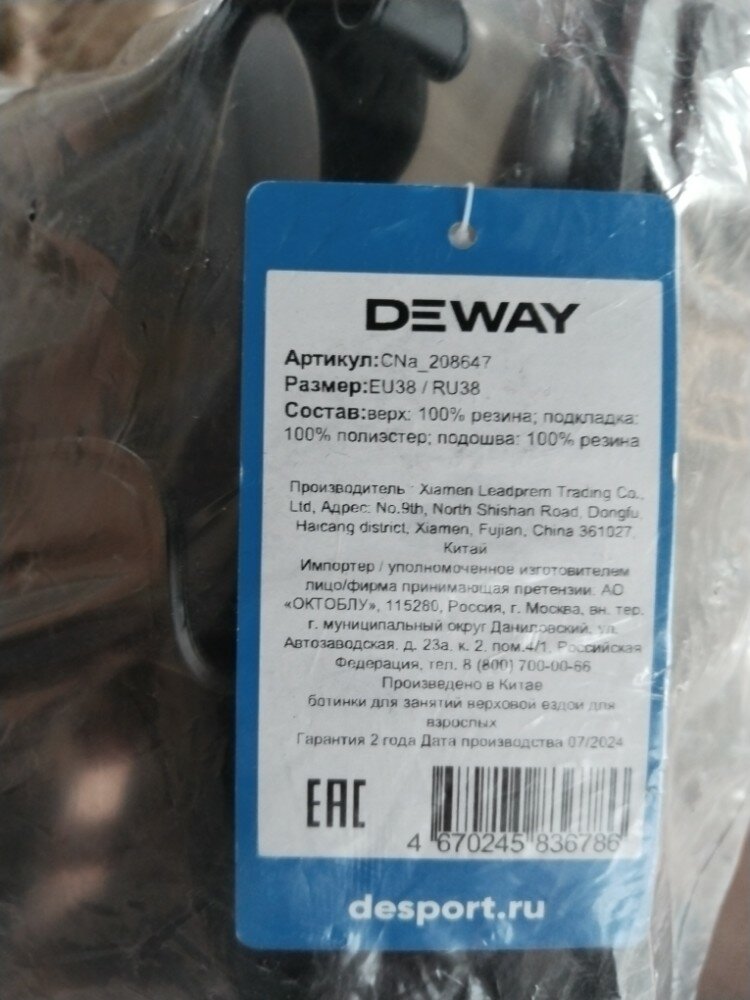 DEWAY
Артикул:CNa_208647
Размер:EU38 / RU38
Состав:верх: 100% резина; подкладка:
100% полиэстер; подошва: 100% резина
Производитель : Xiamen Leadprem Trading Co.,
Ltd, Адрес: No.9th, North Shishan Road, Dongfu,
Haicang district, Xiamen, Fujian, China 361027,
Китай
Импортер / уполномоченное изготовителем
лицо/фирма принимающая претензии: АО
«ОКТОБЛУ», 115280, Россия, г. Москва, вн. тер.
г. муниципальный округ Даниловский, ул.
Автозаводская, д. 23а, к. 2, пом.4/1, Российская
Федерация, тел. 8 (800) 700-00-66
Произведено в Китае
ботинки для занятий верховой ездой для
взрослых
Гарантия 2 года Дата производства 07/2024
EAC
4 670245 836786
desport.ru